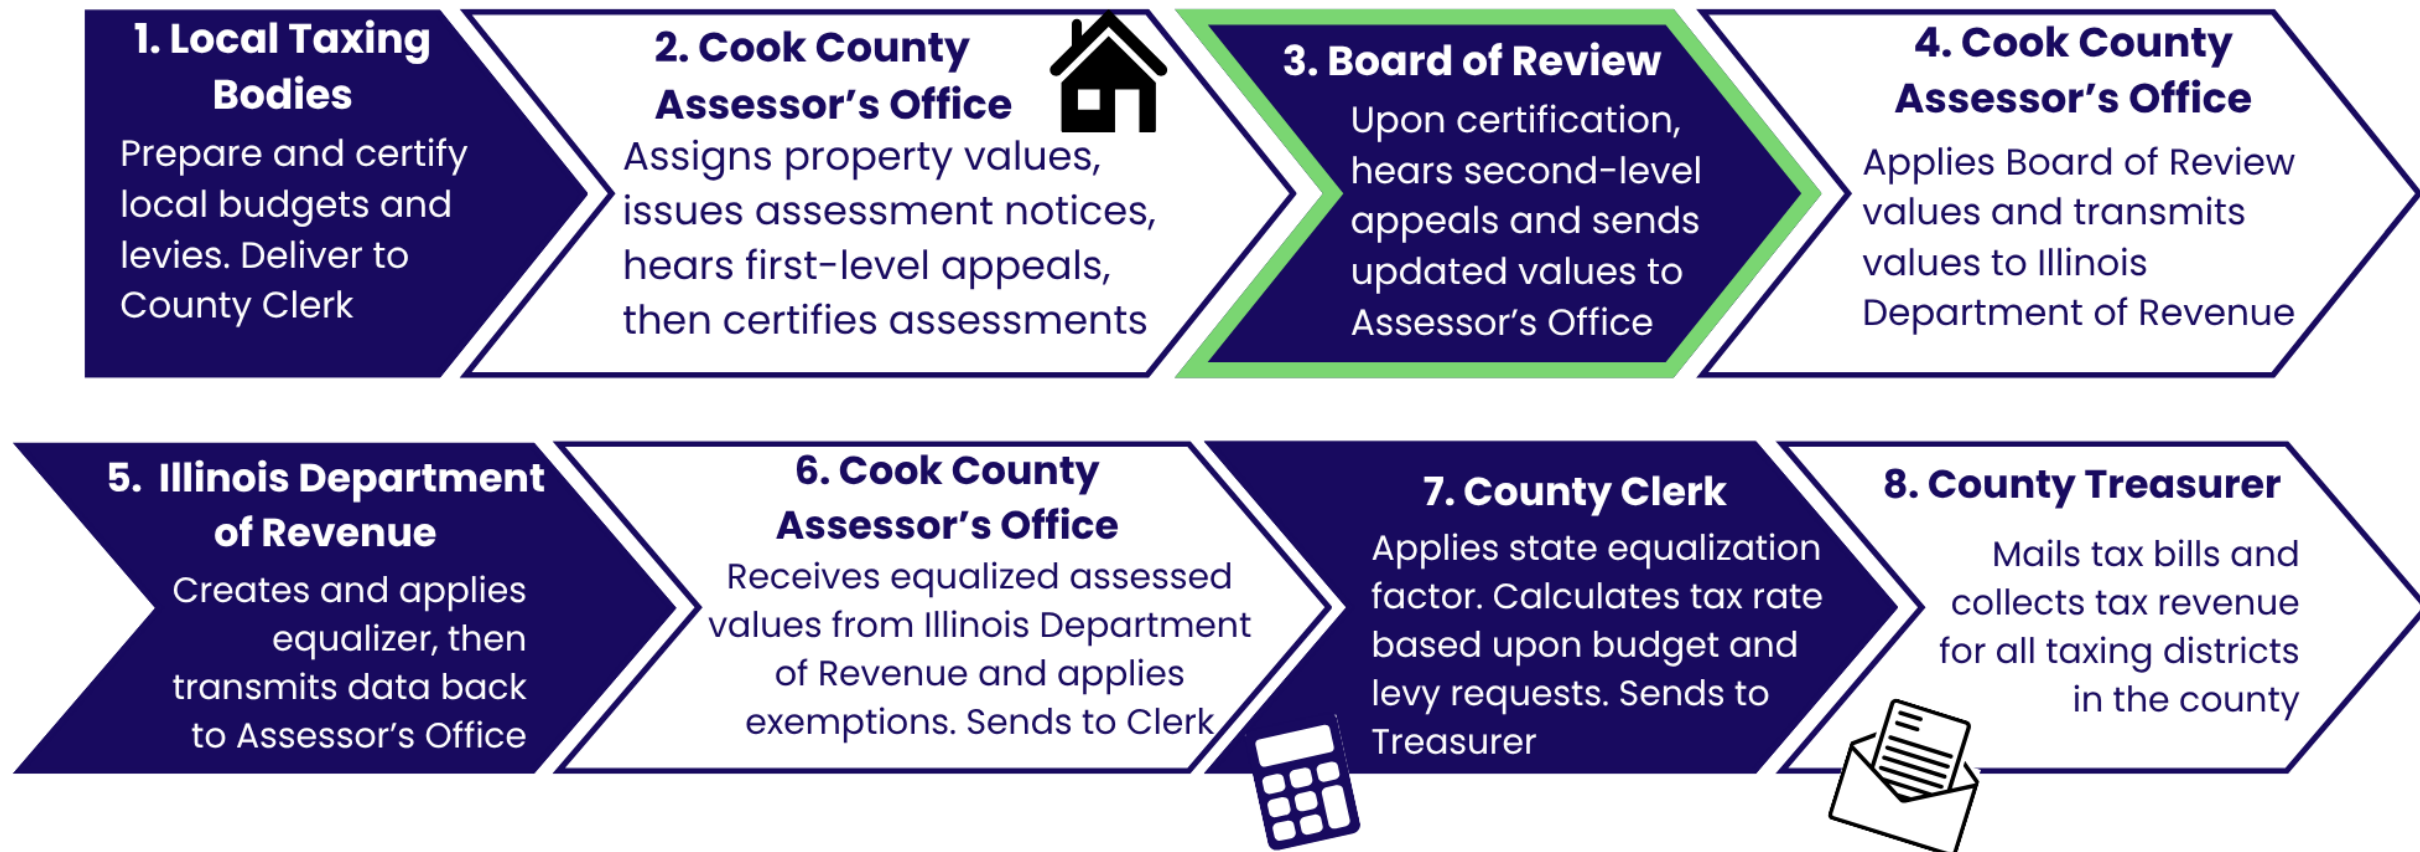 1. Local Taxing
Bodies
Prepare and certify
local budgets and
levies. Deliver to
County Clerk
2. Cook County
Assessor’s Office
Assigns property values,
issues assessment notices,
hears first-level appeals,
then certifies assessments
3. Board of Review
Upon certification,
hears second-level
appeals and sends
updated values to
Assessor’s Office
4. Cook County
Assessor’s Office
Applies Board of Review
values and transmits
values to Illinois
Department of Revenue
5. Illinois Department
of Revenue
Creates and applies
equalizer, then
transmits data back
to Assessor’s Office
6. Cook County
Assessor’s Office
Receives equalized assessed
values from Illinois Department
of Revenue and applies
exemptions. Sends to Clerk
7. County Clerk
Applies state equalization
factor. Calculates tax rate
based upon budget and
levy requests. Sends to
Treasurer
8. County Treasurer
Mails tax bills and
collects tax revenue
for all taxing districts
in the county